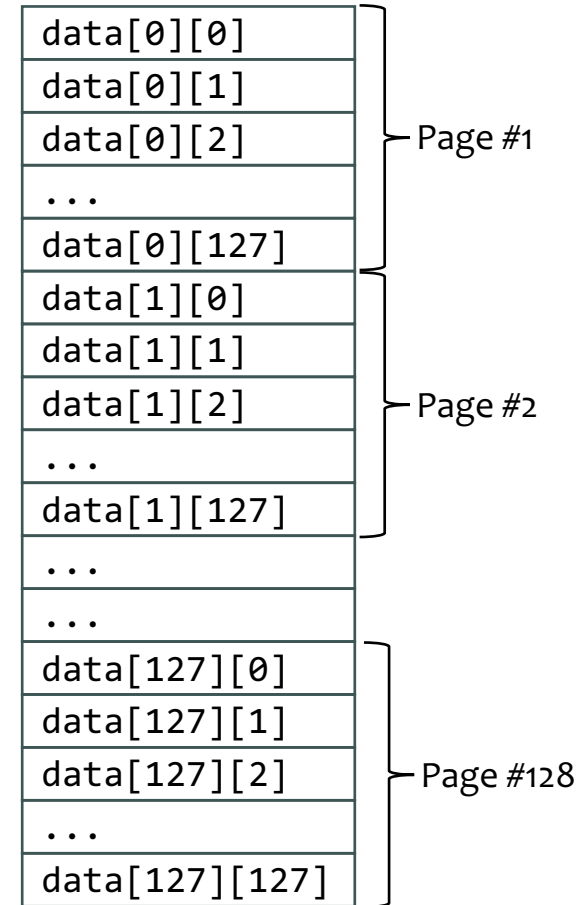 data[0][0]
data[0][1]
data[0][2]
...
data[0][127]
Page #1
data[1][0]
data[1][1]
data[1][2]
...
data[1][127]
Page #2
...
...
data[127][0]
data[127][1]
data[127][2]
...
data[127][127]
Page #128